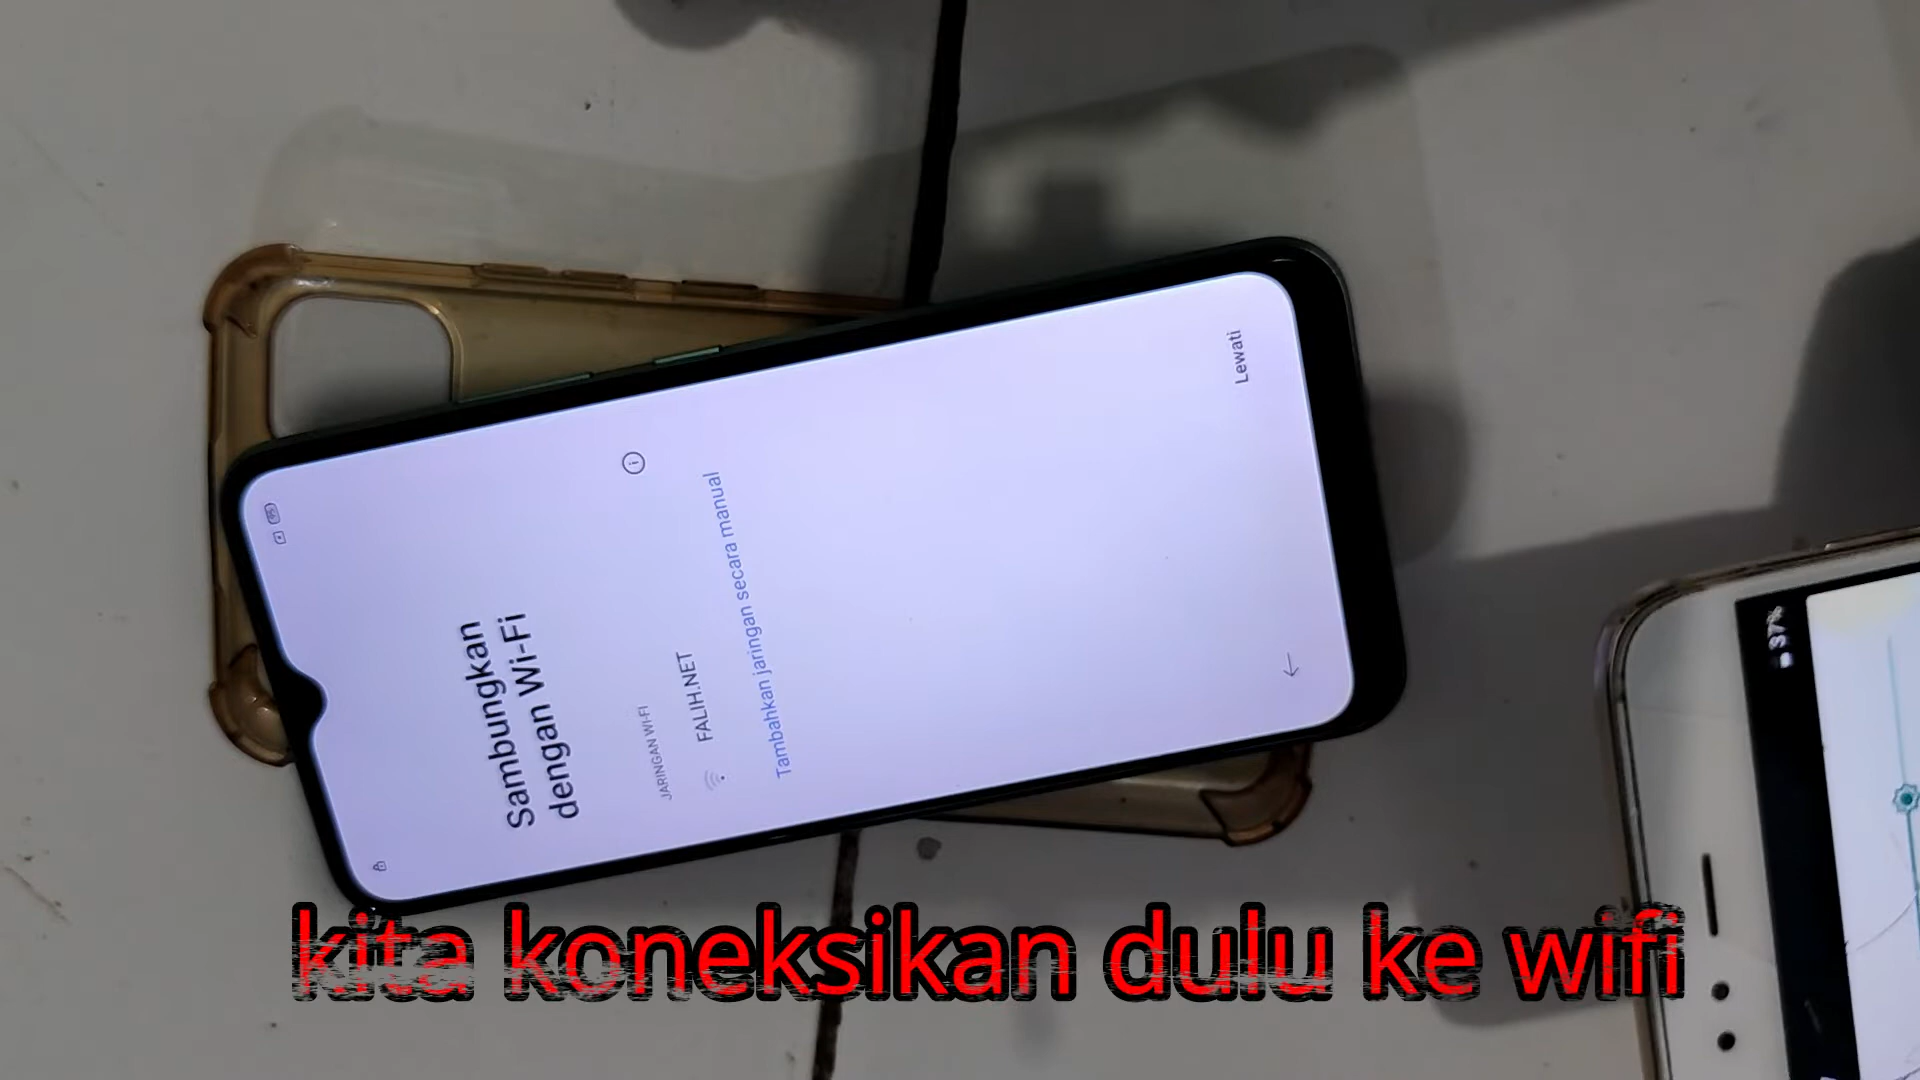 Sambungkan
dengan Wi-Fi
JARINGAN WI-FI
FALIH.NET
Tambahkan jaringan secara manual
Lewati
37%
kita koneksikan dulu ke wifi